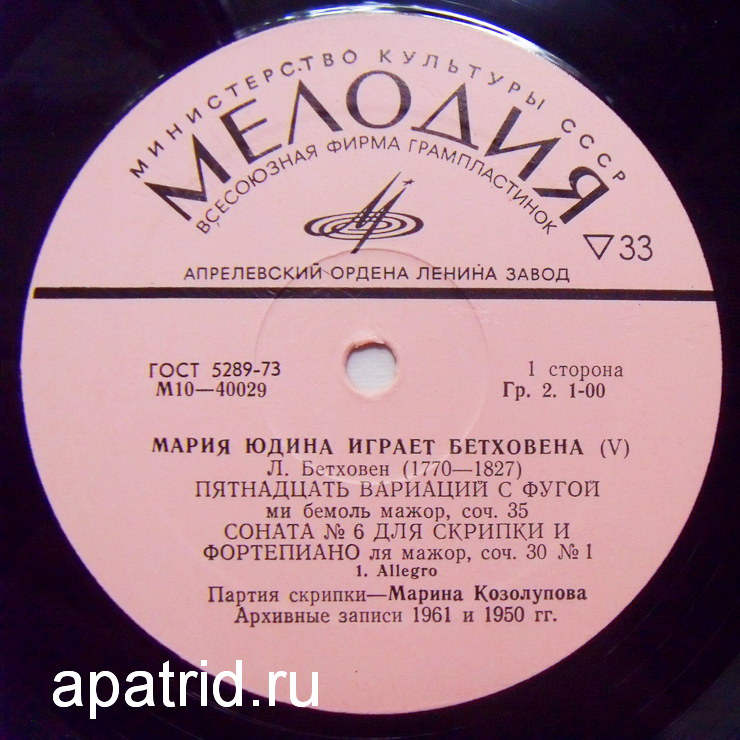 МИНИСТЕРСТВО КУЛЬТУРЫ СССР
МЕЛОДИЯ
ВСЕСОЮЗНАЯ ФИРМА ГРАМПЛАСТИНОК
▽33
АПРЕЛЕВСКИЙ ОРДЕНА ЛЕНИНА ЗАВОД
ГОСТ 5289-73
М10—40029
1 сторона
Гр. 2. 1-00
МАРИЯ ЮДИНА ИГРАЕТ БЕТХОВЕНА (V)
Л. Бетховен (1770—1827)
ПЯТНАДЦАТЬ ВАРИАЦИЙ С ФУГОЙ
ми бемоль мажор, соч. 35
СОНАТА № 6 ДЛЯ СКРИПКИ И
ФОРТЕПИАНО ля мажор, соч. 30 № 1
1. Allegro
Партия скрипки—Марина Козолупова
Архивные записи 1961 и 1950 гг.
apatrid.ru